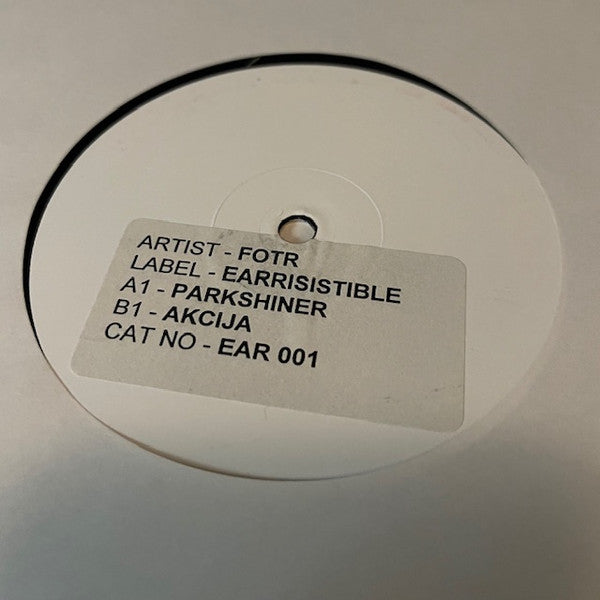 ARTIST - FOTR
LABEL - EARRISISTIBLE
A1 - PARKSHINER
B1 - AKCIJA
CAT NO - EAR 001